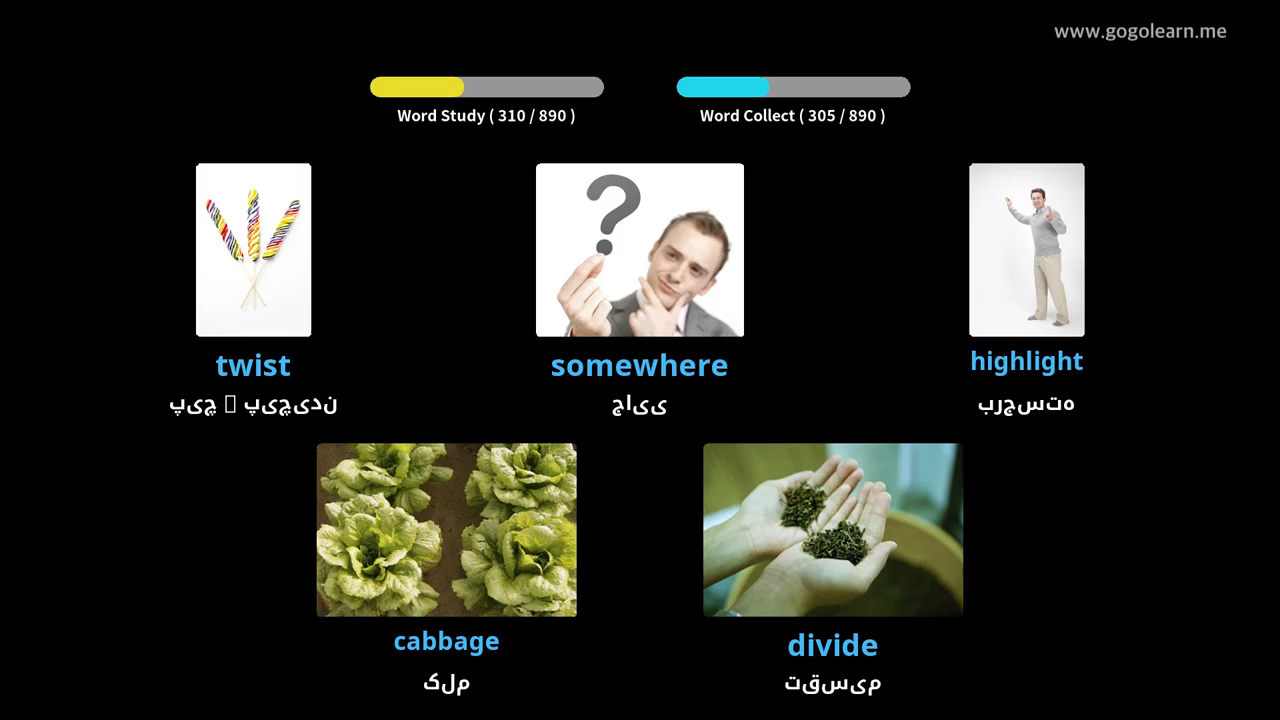 www.gogolearn.me
Word Study ( 310 / 890 )
Word Collect ( 305 / 890 )
twist
somewhere
highlight
پیچ □ پیچیدن
جایی
برجسته
cabbage
divide
کلم
تقسیم